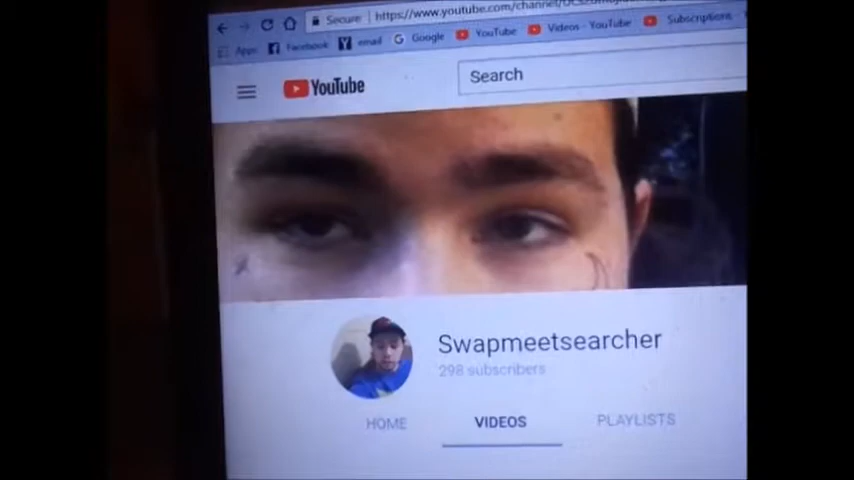 Secure https://www.youtube.com/channel/
Apps Facebook email Google YouTube Videos - YouTube Subscriptions
YouTube
Search
Swapmeetsearcher
298 subscribers
HOME VIDEOS PLAYLISTS